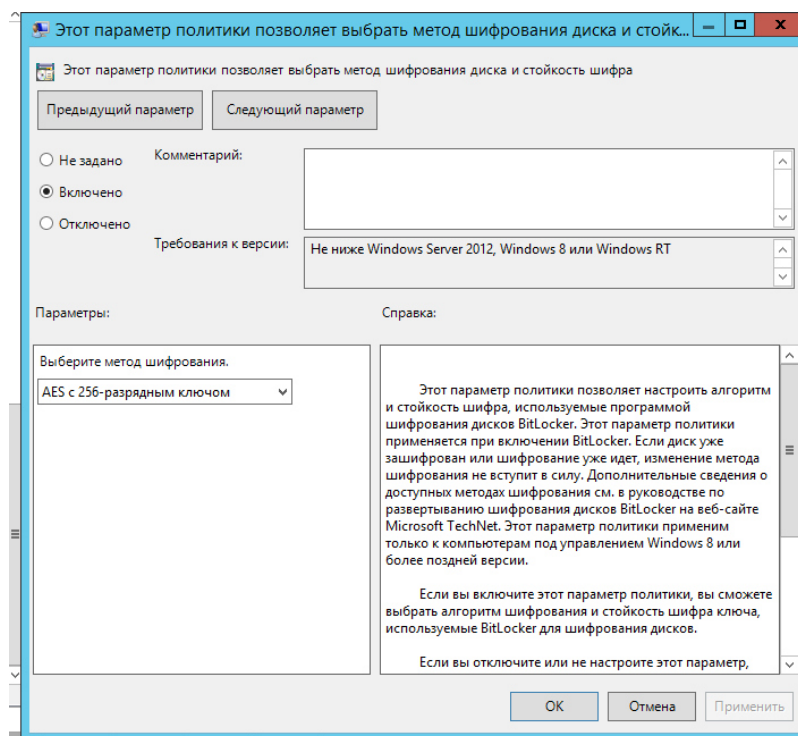 Этот параметр политики позволяет выбрать метод шифрования диска и стойк...
Этот параметр политики позволяет выбрать метод шифрования диска и стойкость шифра
Предыдущий параметр
Следующий параметр
Не задано
Комментарий:
Включено
Отключено
Требования к версии:
Не ниже Windows Server 2012, Windows 8 или Windows RT
Параметры:
Справка:
Выберите метод шифрования.
AES с 256-разрядным ключом
Этот параметр политики позволяет настроить алгоритм
и стойкость шифра, используемые программой
шифрования дисков BitLocker. Этот параметр политики
применяется при включении BitLocker. Если диск уже
зашифрован или шифрование уже идет, изменение метода
шифрования не вступит в силу. Дополнительные сведения о
доступных методах шифрования см. в руководстве по
развертыванию шифрования дисков BitLocker на веб-сайте
Microsoft TechNet. Этот параметр политики применим
только к компьютерам под управлением Windows 8 или
более поздней версии.
Если вы включите этот параметр политики, вы сможете
выбрать алгоритм шифрования и стойкость шифра ключа,
используемые BitLocker для шифрования дисков.
Если вы отключите или не настроите этот параметр,
ОК
Отмена
Применить